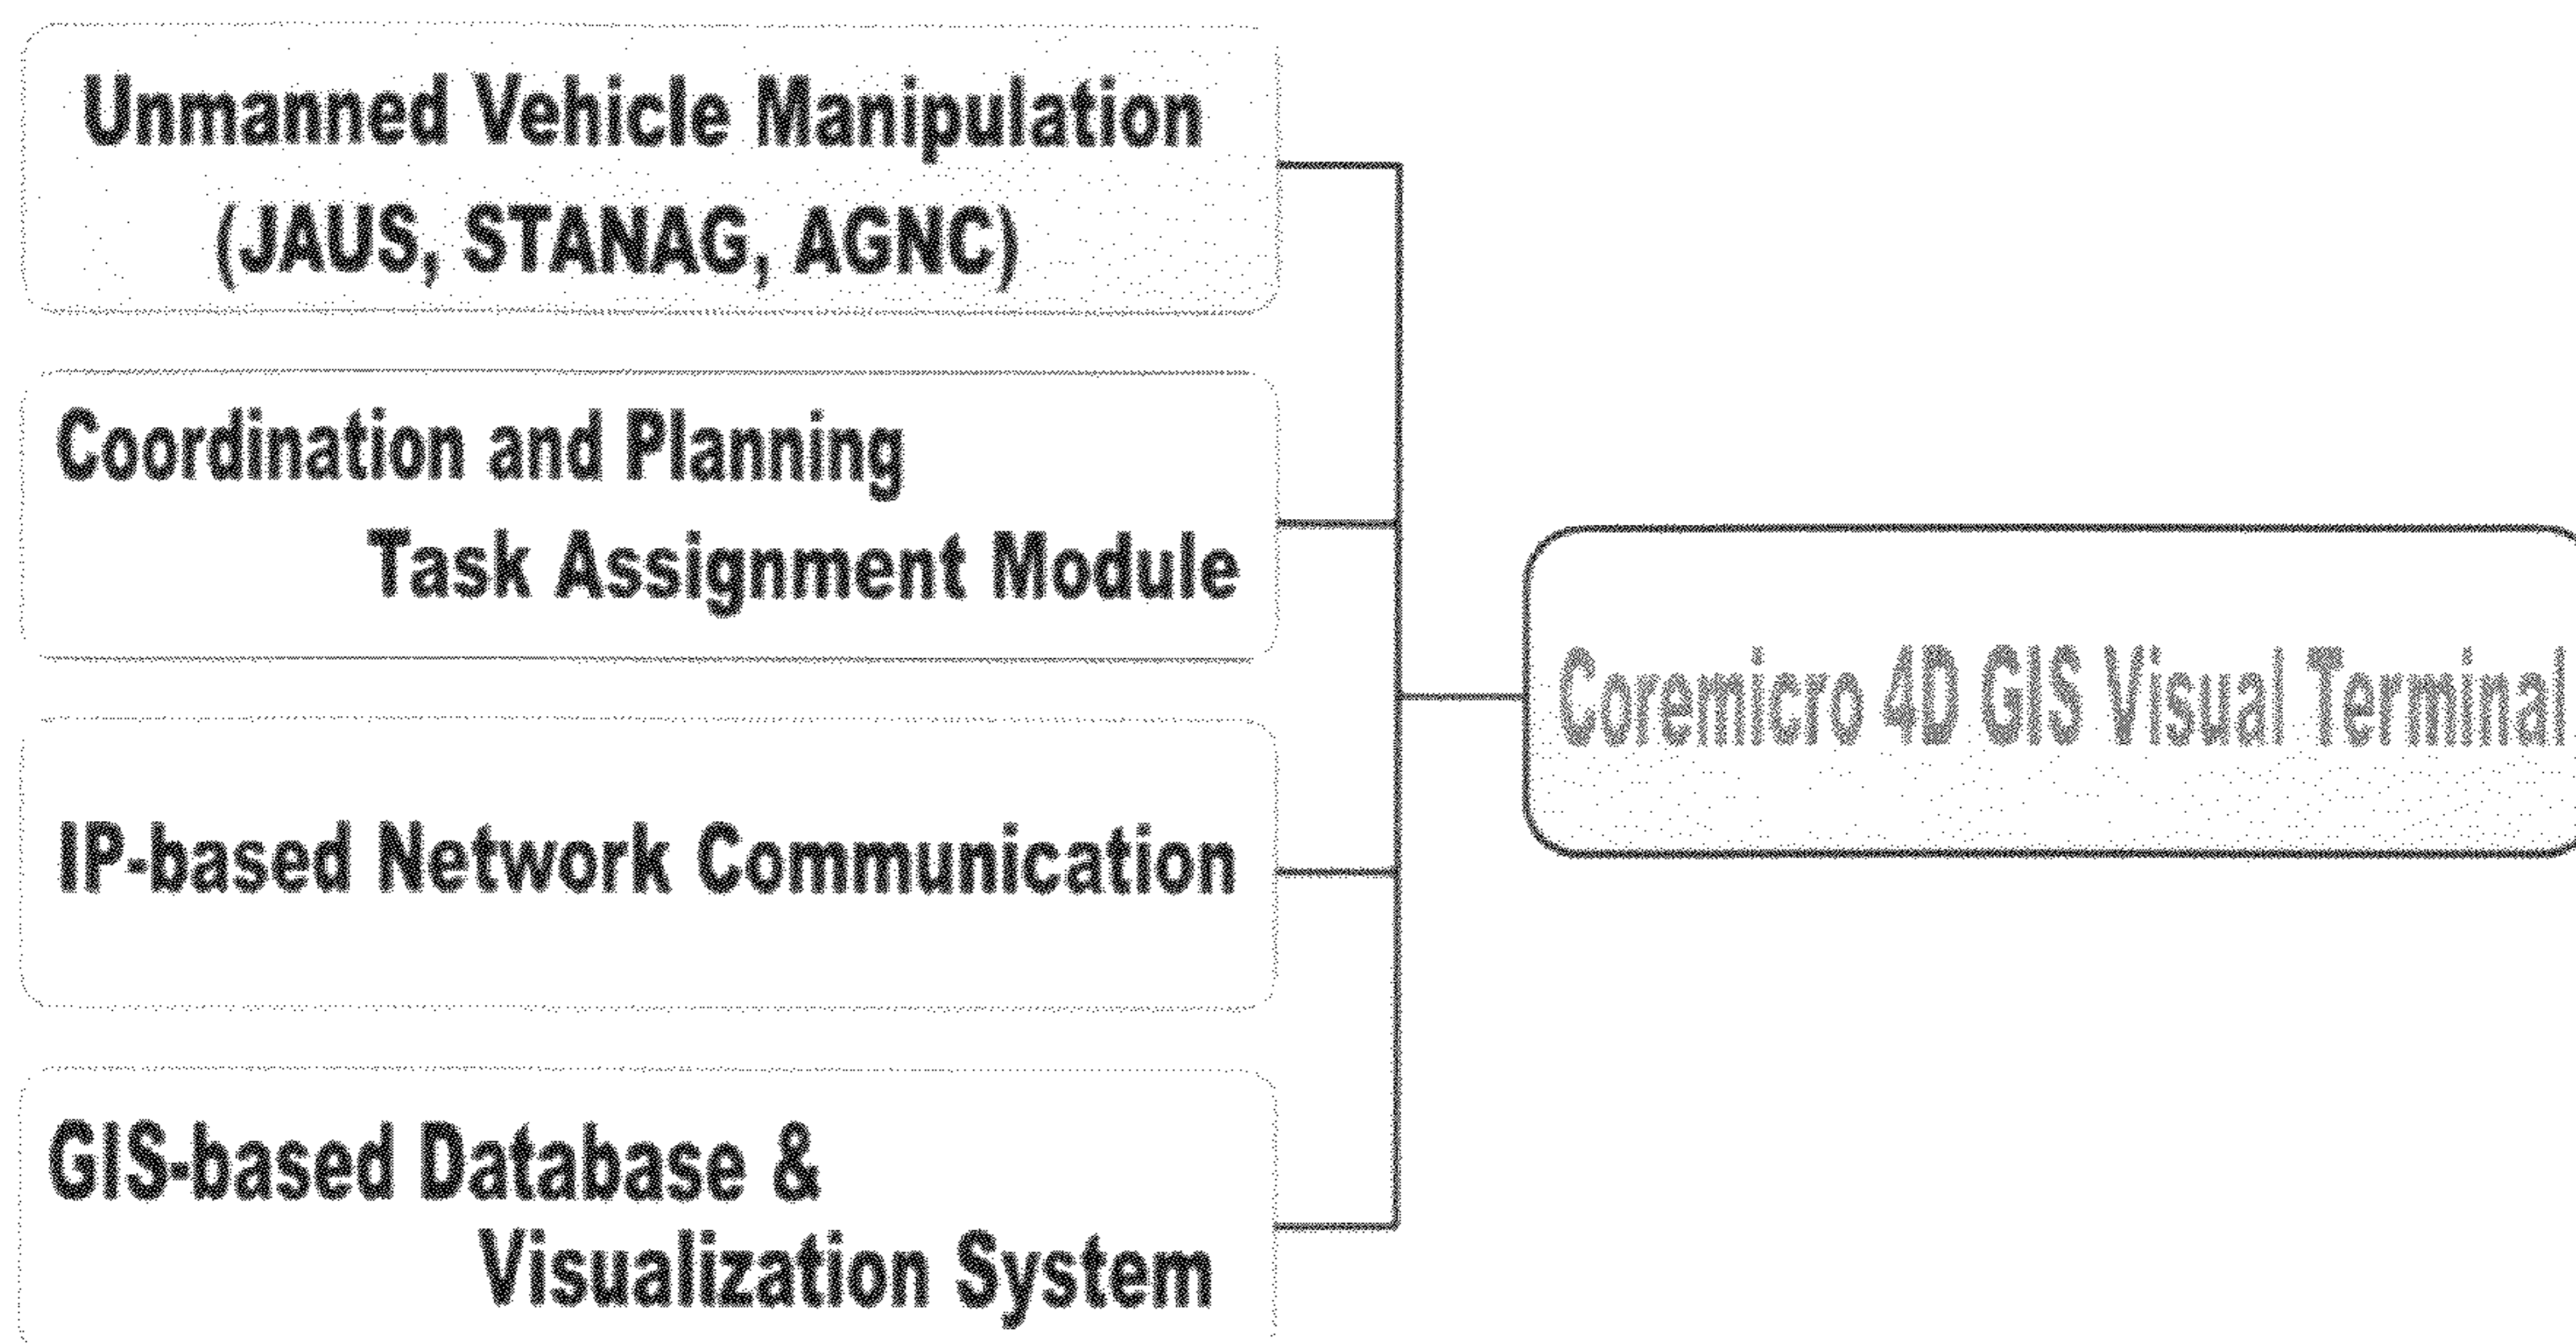 Unmanned Vehicle Manipulation
(JAUS, STANAG, AGNC)
Coordination and Planning
Task Assignment Module
IP-based Network Communication
GIS-based Database &
Visualization System
Coremicro 4D GIS Visual Terminal